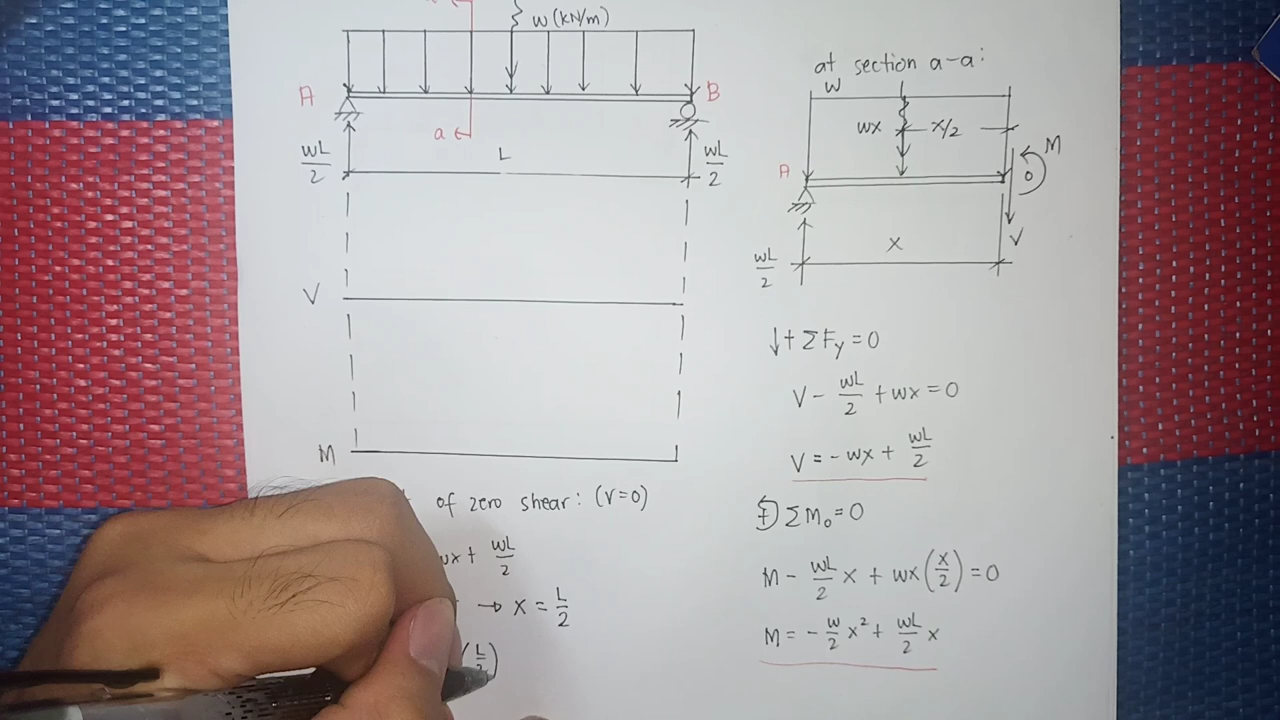 w (kN/m)
A
B
a
wL/2
L
wL/2
V
M
of zero shear: (V=0)
x + wL/2
→ x = L/2
(L/2)
at section a-a:
w
wx
x/2
M
A
o
V
x
wL/2
↓+ ΣFy = 0
V - wL/2 + wx = 0
V = -wx + wL/2
+ ΣMo = 0
M - wL/2 x + wx(x/2) = 0
M = -w/2 x² + wL/2 x